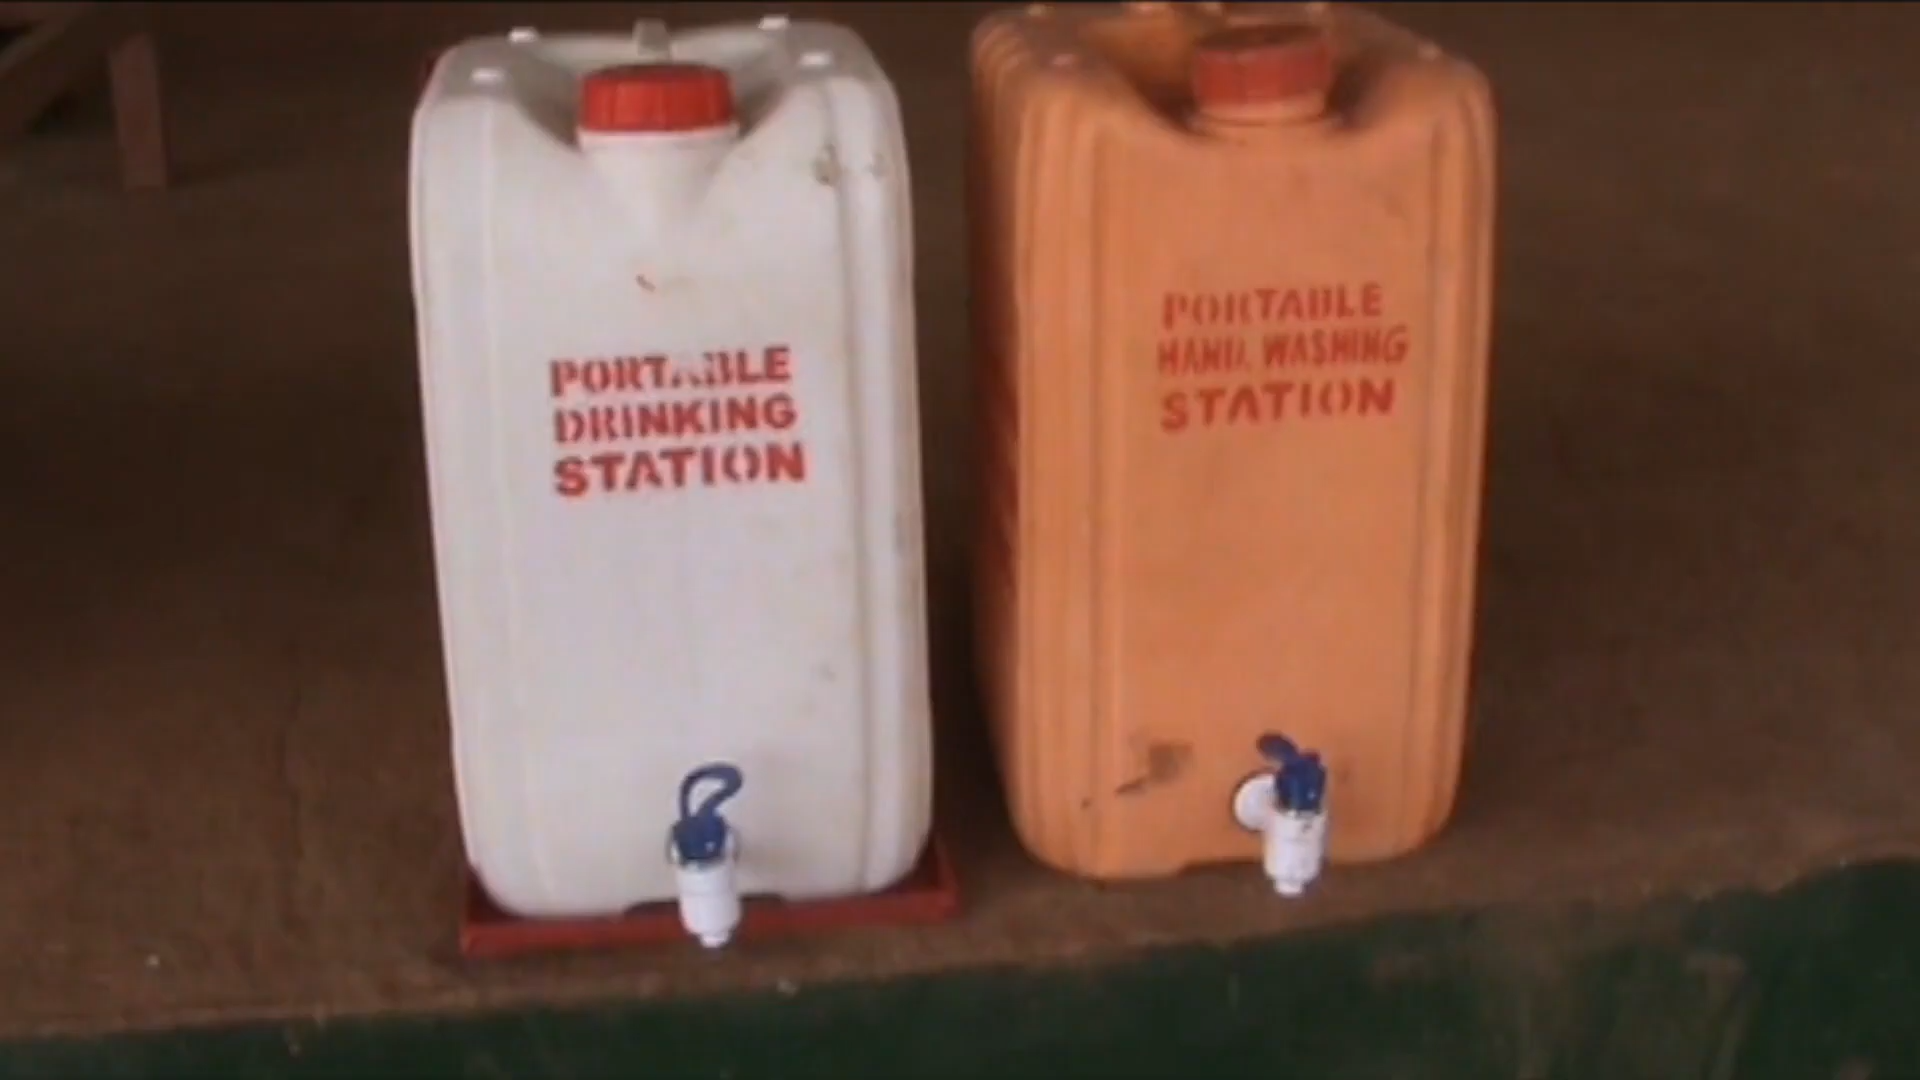 PORTABLE
DRINKING
STATION
PORTABLE
HAND WASHING
STATION